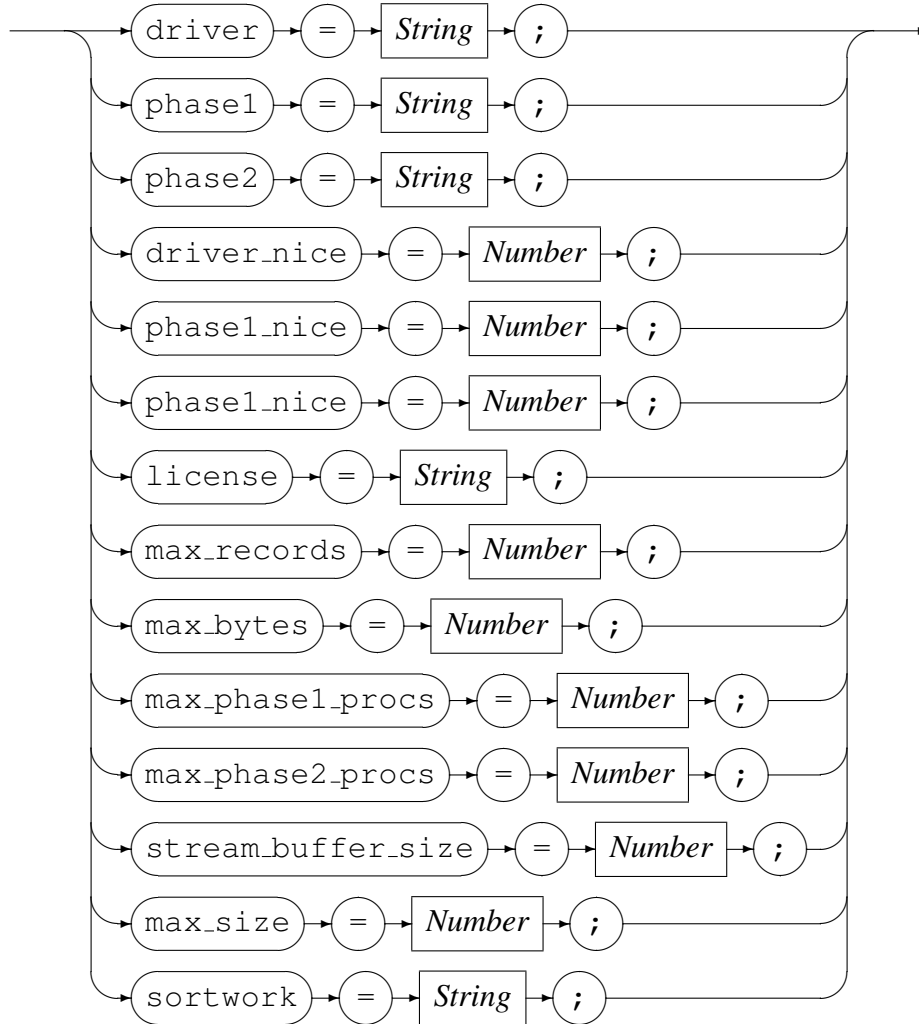 driver = String ;
phase1 = String ;
phase2 = String ;
driver_nice = Number ;
phase1_nice = Number ;
phase1_nice = Number ;
license = String ;
max_records = Number ;
max_bytes = Number ;
max_phase1_procs = Number ;
max_phase2_procs = Number ;
stream_buffer_size = Number ;
max_size = Number ;
sortwork = String ;